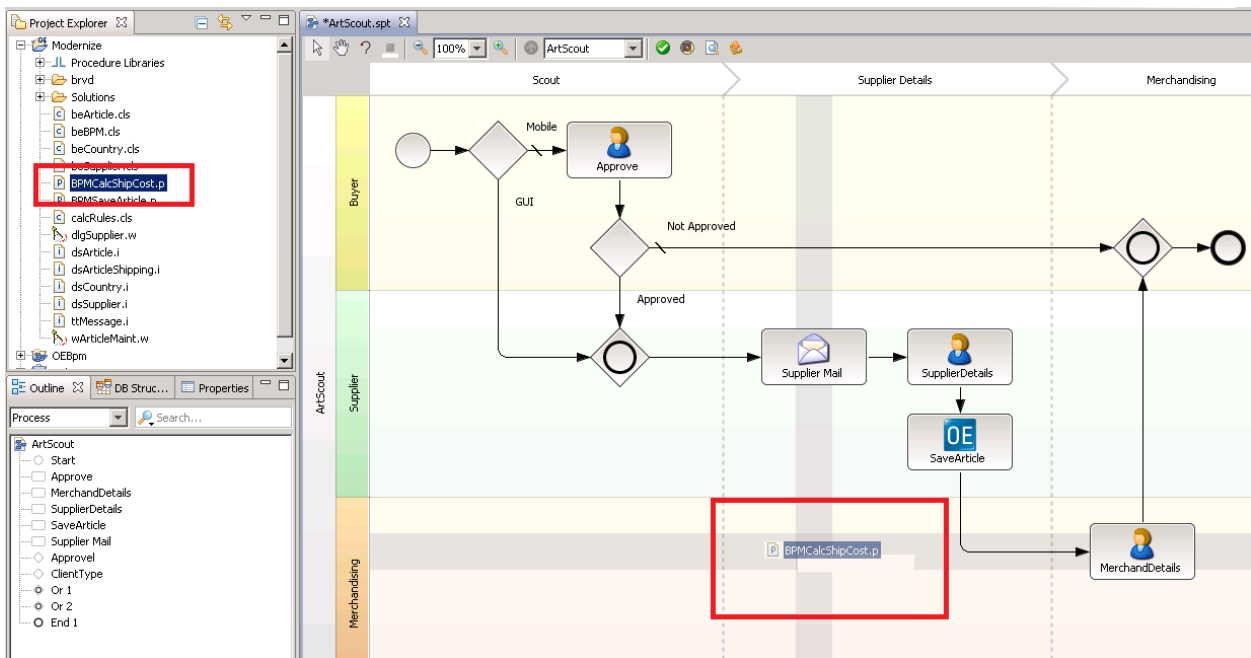 Project Explorer
Modernize
Procedure Libraries
brvd
Solutions
beArticle.cls
beBPM.cls
beCountry.cls
beSupplier.cls
BPMCalcShipCost.p
BPMSaveArticle.p
calcRules.cls
dlgSupplier.w
dsArticle.i
dsArticleShipping.i
dsCountry.i
dsSupplier.i
ttMessage.i
wArticleMaint.w
OEBpm
Outline DB Struc... Properties
Process Search...
ArtScout
Start
Approve
MerchandDetails
SupplierDetails
SaveArticle
Supplier Mail
Approvel
ClientType
Or 1
Or 2
End 1
*ArtScout.spt
100% ArtScout
Scout Supplier Details Merchandising
ArtScout
Buyer
Mobile
Approve
GUI
Not Approved
Approved
Supplier
Supplier Mail
SupplierDetails
OE
SaveArticle
Merchandising
BPMCalcShipCost.p
MerchandDetails